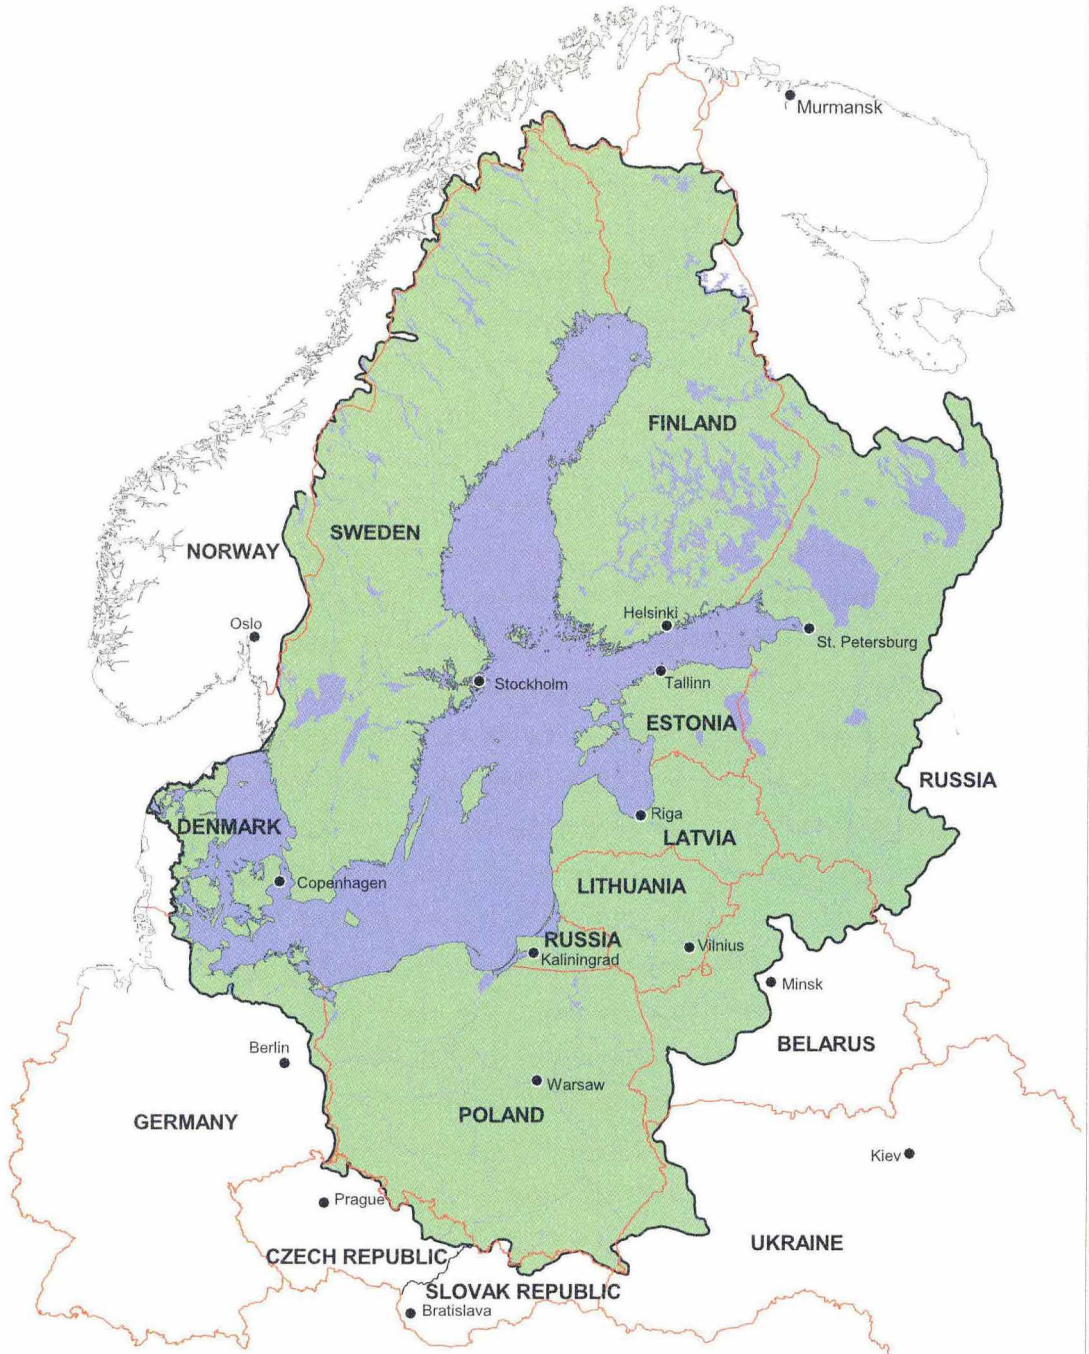 Murmansk
FINLAND
SWEDEN
NORWAY
Helsinki
Oslo
St. Petersburg
Stockholm
Tallinn
ESTONIA
RUSSIA
Riga
DENMARK
LATVIA
Copenhagen
LITHUANIA
RUSSIA
Vilnius
Kaliningrad
Minsk
BELARUS
Berlin
Warsaw
POLAND
GERMANY
Kiev
Prague
UKRAINE
CZECH REPUBLIC
SLOVAK REPUBLIC
Bratislava